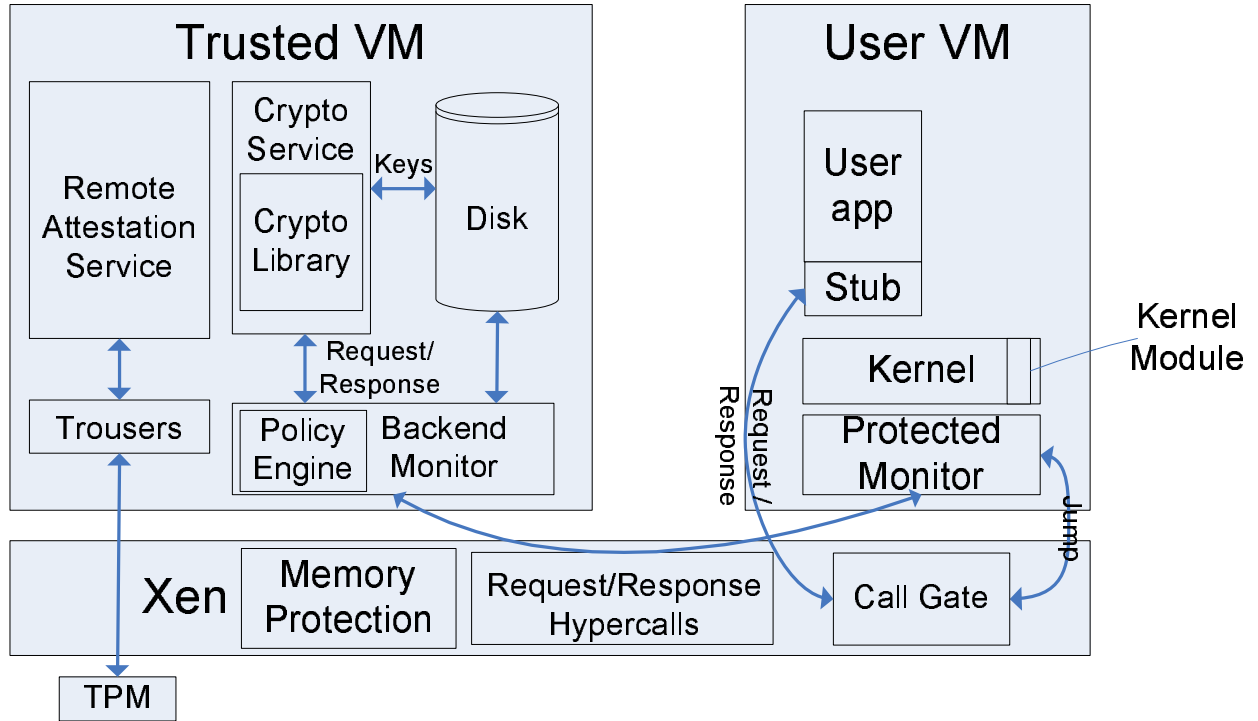 Trusted VM
Remote
Attestation
Service
Crypto
Service
Crypto
Library
Keys
Disk
Request/
Response
Trousers
Policy
Engine
Backend
Monitor
User VM
User
app
Stub
Kernel
Kernel
Module
Protected
Monitor
Request /
Response
Jump
Xen
Memory
Protection
Request/Response
Hypercalls
Call Gate
TPM